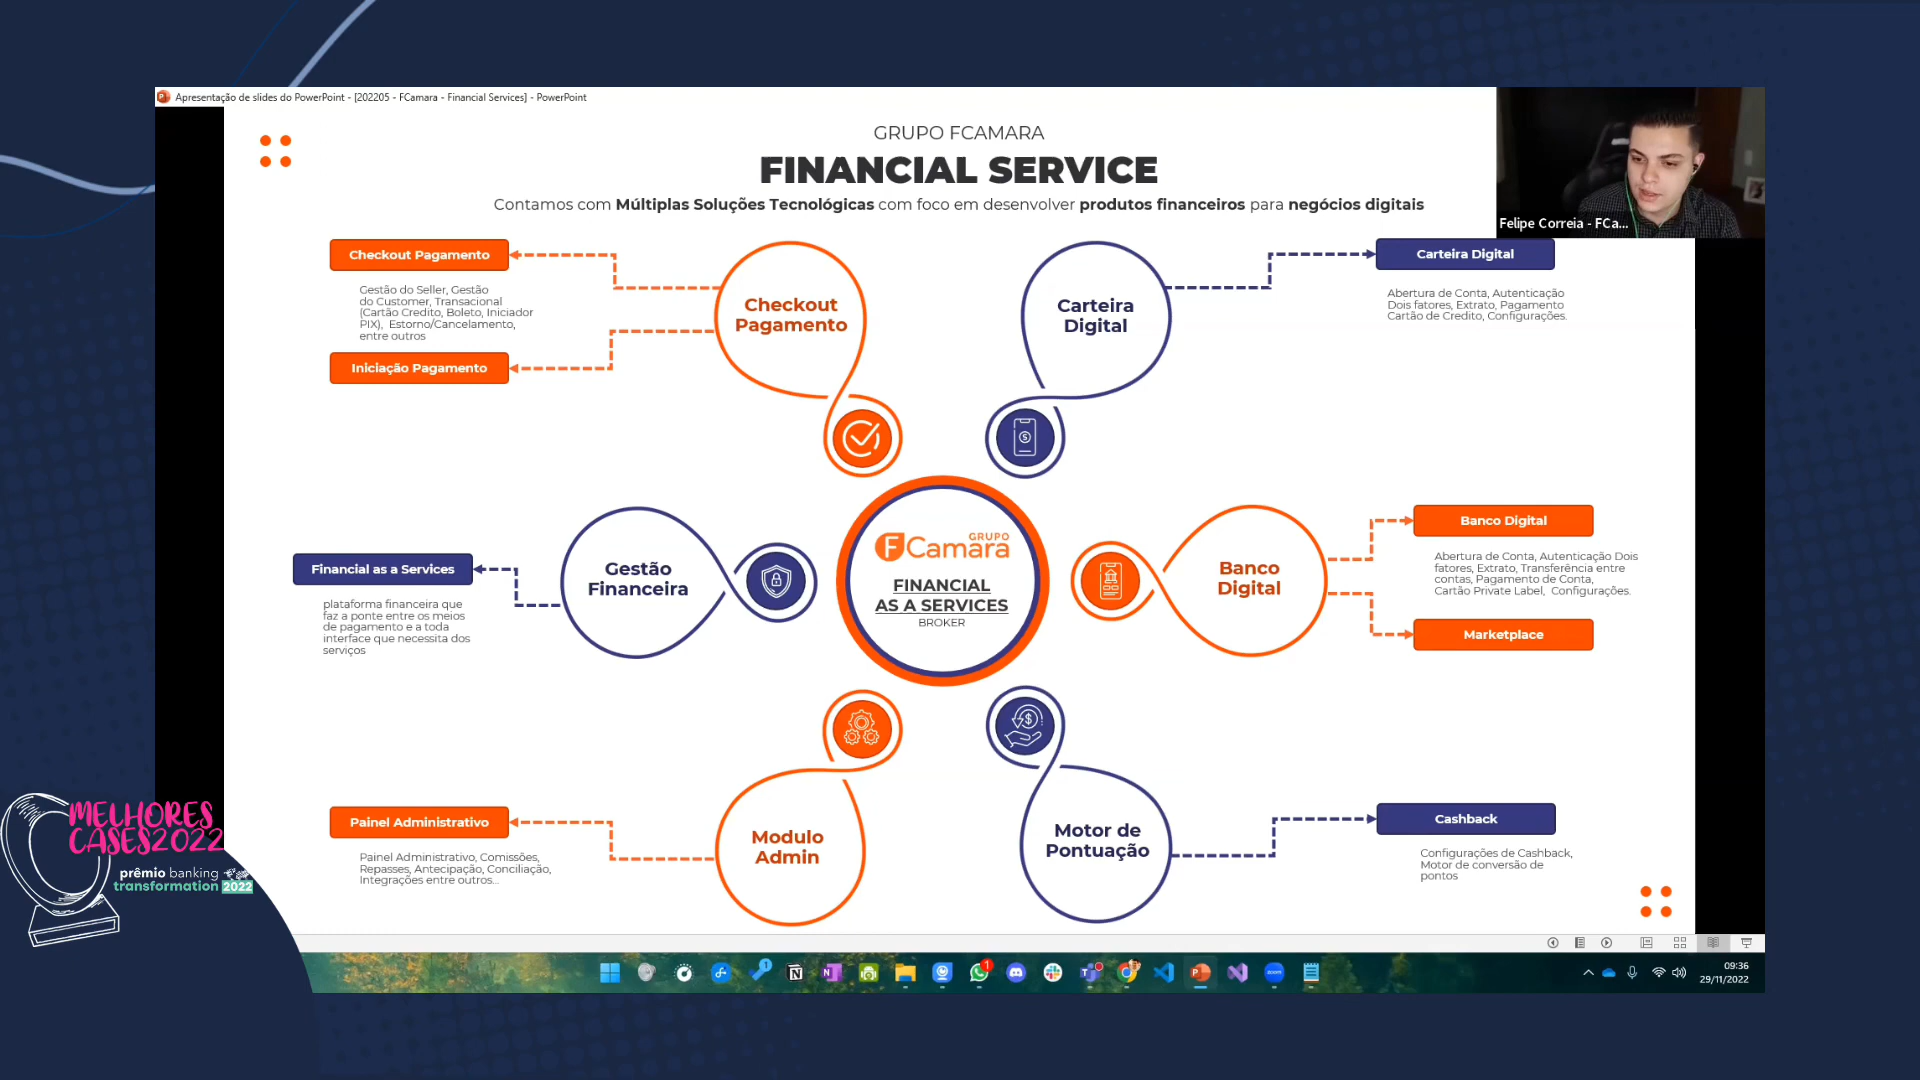 Apresentação de slides do PowerPoint - [202205 - FCamara - Financial Services] - PowerPoint
GRUPO FCAMARA
FINANCIAL SERVICE
Contamos com Múltiplas Soluções Tecnológicas com foco em desenvolver produtos financeiros para negócios digitais
Felipe Correia - FCa...
Checkout Pagamento
Gestão do Seller, Gestão
do Customer, Transacional
(Cartão Credito, Boleto, Iniciador
PIX), Estorno/Cancelamento,
entre outros
Iniciação Pagamento
Checkout
Pagamento
Carteira
Digital
Carteira Digital
Abertura de Conta, Autenticação
Dois fatores, Extrato, Pagamento
Cartão de Credito, Configurações.
Financial as a Services
plataforma financeira que
faz a ponte entre os meios
de pagamento e a toda
interface que necessita dos
serviços
Gestão
Financeira
GRUPO
FCamara
FINANCIAL
AS A SERVICES
BROKER
Banco
Digital
Banco Digital
Abertura de Conta, Autenticação Dois
fatores, Extrato, Transferência entre
contas, Pagamento de Conta,
Cartão Private Label, Configurações.
Marketplace
Painel Administrativo
Painel Administrativo, Comissões,
Repasses, Antecipação, Conciliação,
Integrações entre outros...
Modulo
Admin
Motor de
Pontuação
Cashback
Configurações de Cashback,
Motor de conversão de
pontos
MELHORES
CASES2022
prêmio banking
transformation 2022
09:36
29/11/2022